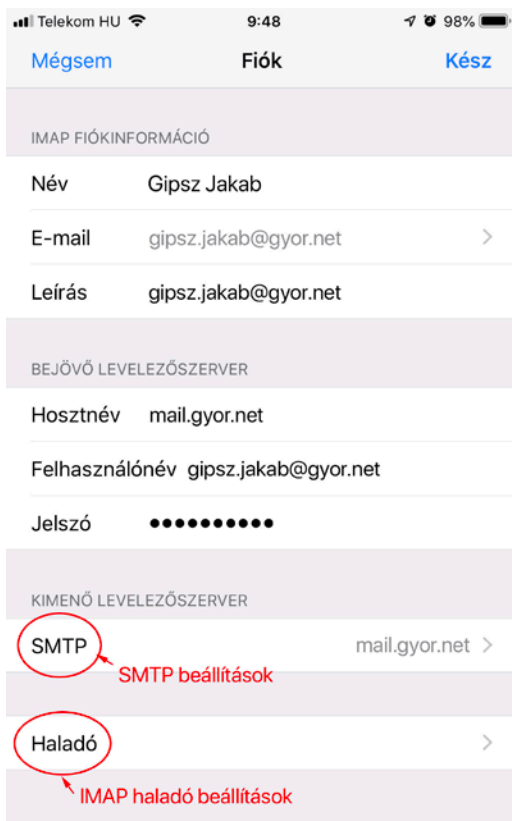 Telekom HU 9:48 98%
Mégsem Fiók Kész
IMAP FIÓKINFORMÁCIÓ
Név Gipsz Jakab
E-mail gipsz.jakab@gyor.net
Leírás gipsz.jakab@gyor.net
BEJÖVŐ LEVELEZŐSZERVER
Hosztnév mail.gyor.net
Felhasználónév gipsz.jakab@gyor.net
Jelszó ●●●●●●●●●●
KIMENŐ LEVELEZŐSZERVER
SMTP mail.gyor.net
SMTP beállítások
Haladó
IMAP haladó beállítások